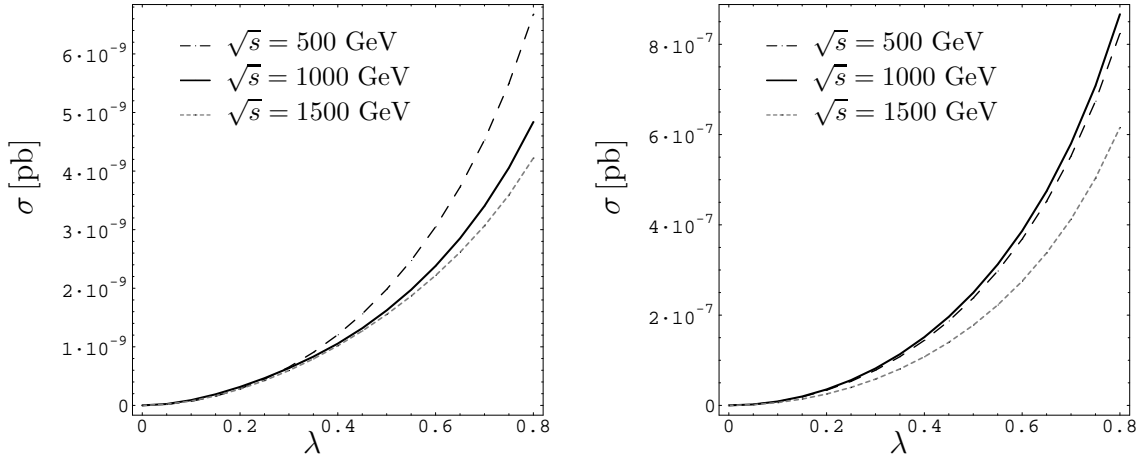 √s = 500 GeV
√s = 1000 GeV
√s = 1500 GeV
σ [pb]
6·10⁻⁹
5·10⁻⁹
4·10⁻⁹
3·10⁻⁹
2·10⁻⁹
1·10⁻⁹
0
0 0.2 0.4 0.6 0.8
λ
√s = 500 GeV
√s = 1000 GeV
√s = 1500 GeV
σ [pb]
8·10⁻⁷
6·10⁻⁷
4·10⁻⁷
2·10⁻⁷
0
0 0.2 0.4 0.6 0.8
λ